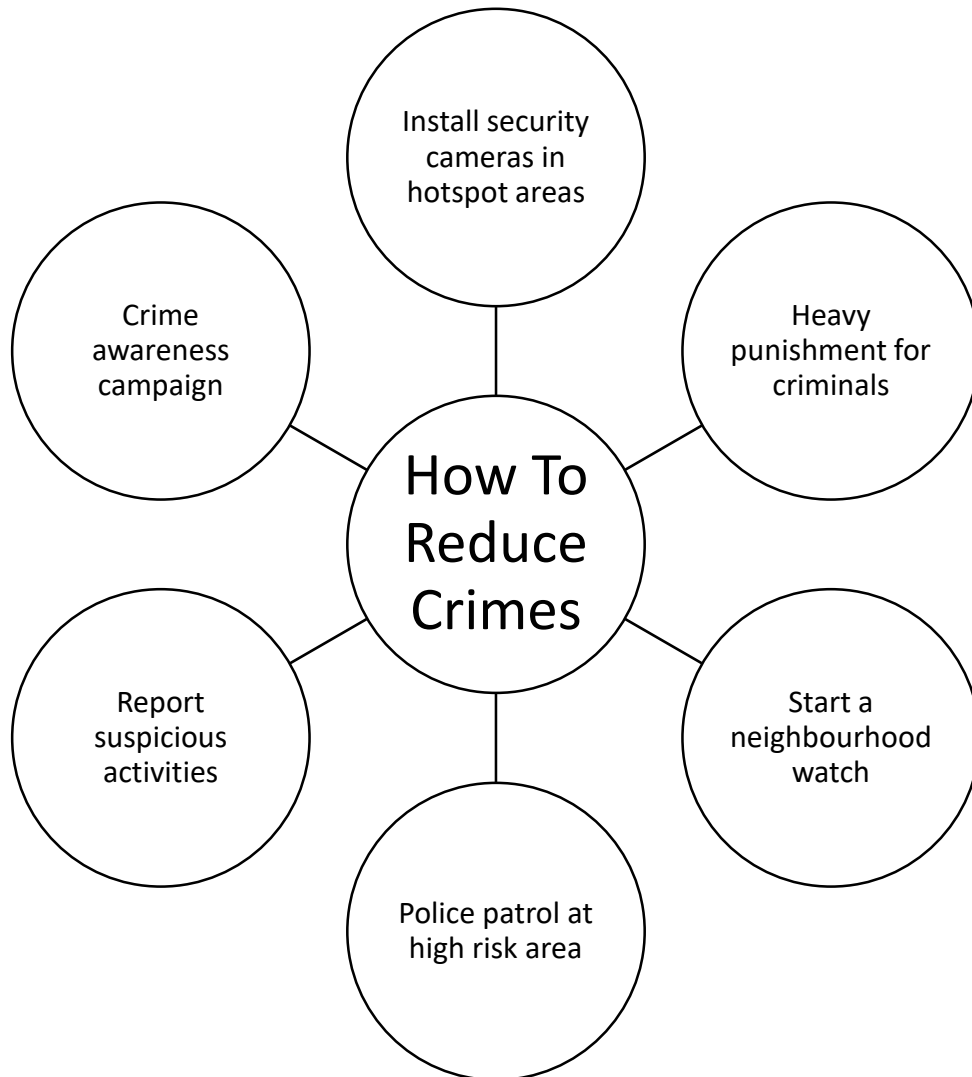 Install security
cameras in
hotspot areas
Crime
awareness
campaign
Heavy
punishment for
criminals
How To
Reduce
Crimes
Report
suspicious
activities
Start a
neighbourhood
watch
Police patrol at
high risk area